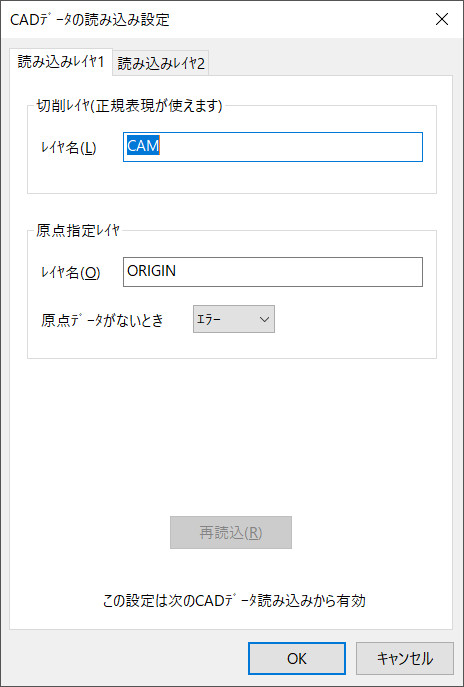 CADﾃﾞｰﾀの読み込み設定
読み込みﾚｲﾔ1 読み込みﾚｲﾔ2
切削ﾚｲﾔ(正規表現が使えます)
ﾚｲﾔ名(L) CAM
原点指定ﾚｲﾔ
ﾚｲﾔ名(O) ORIGIN
原点ﾃﾞｰﾀがないとき ｴﾗｰ
再読込(R)
この設定は次のCADﾃﾞｰﾀ読み込みから有効
OK キャンセル